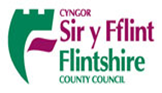 CYNGOR
Sir y Fflint
Flintshire
COUNTY COUNCIL